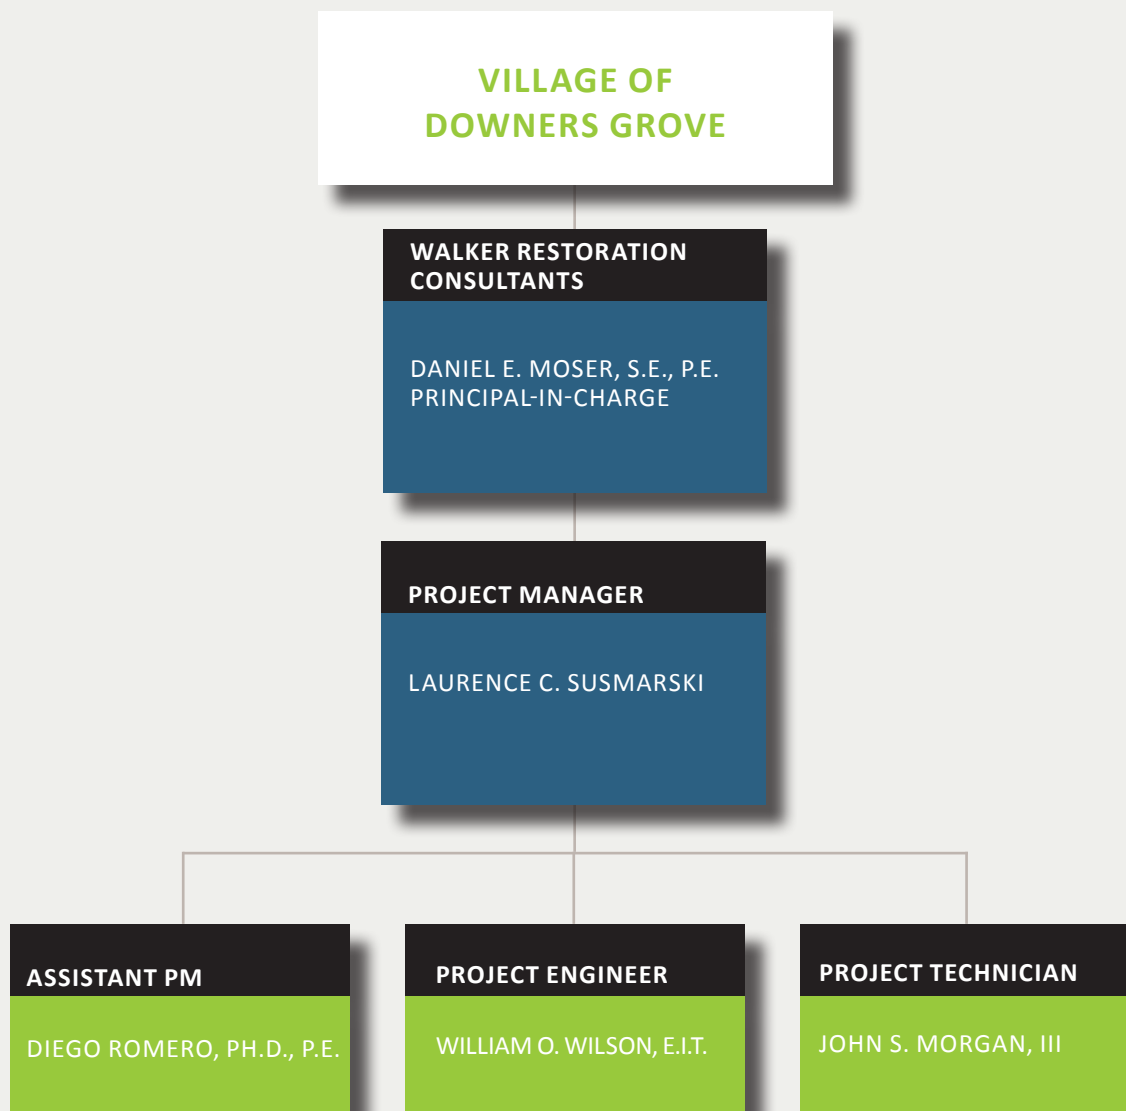 VILLAGE OF
DOWNERS GROVE
WALKER RESTORATION
CONSULTANTS
DANIEL E. MOSER, S.E., P.E.
PRINCIPAL-IN-CHARGE
PROJECT MANAGER
LAURENCE C. SUSMARSKI
ASSISTANT PM
DIEGO ROMERO, PH.D., P.E.
PROJECT ENGINEER
WILLIAM O. WILSON, E.I.T.
PROJECT TECHNICIAN
JOHN S. MORGAN, III